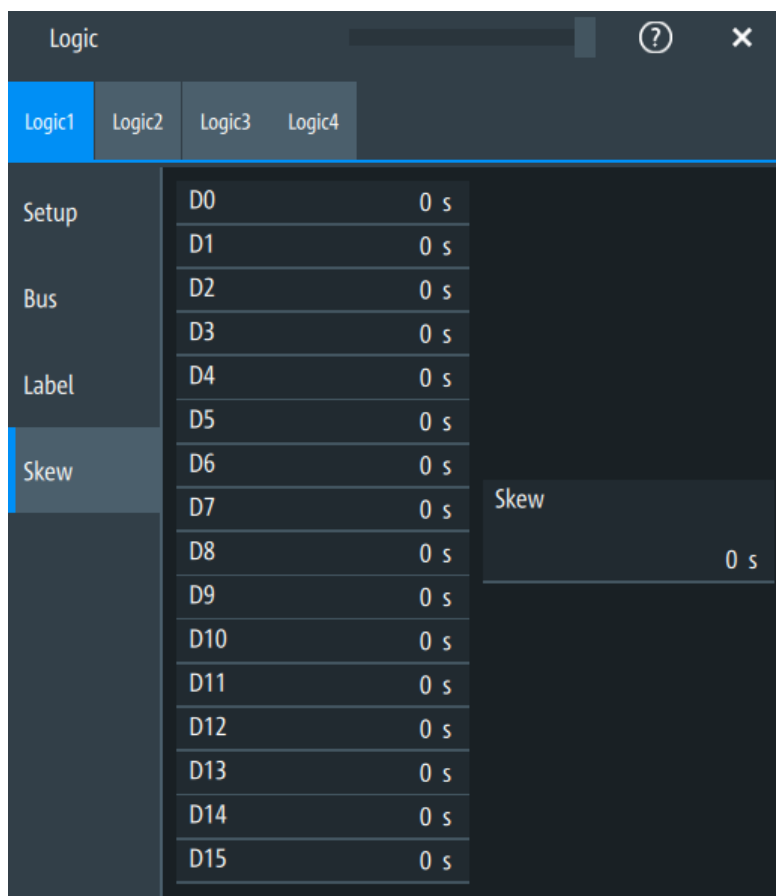 Logic
?
×
Logic1 Logic2 Logic3 Logic4
Setup
Bus
Label
Skew
D0 0 s
D1 0 s
D2 0 s
D3 0 s
D4 0 s
D5 0 s
D6 0 s
D7 0 s
D8 0 s
D9 0 s
D10 0 s
D11 0 s
D12 0 s
D13 0 s
D14 0 s
D15 0 s
Skew
0 s